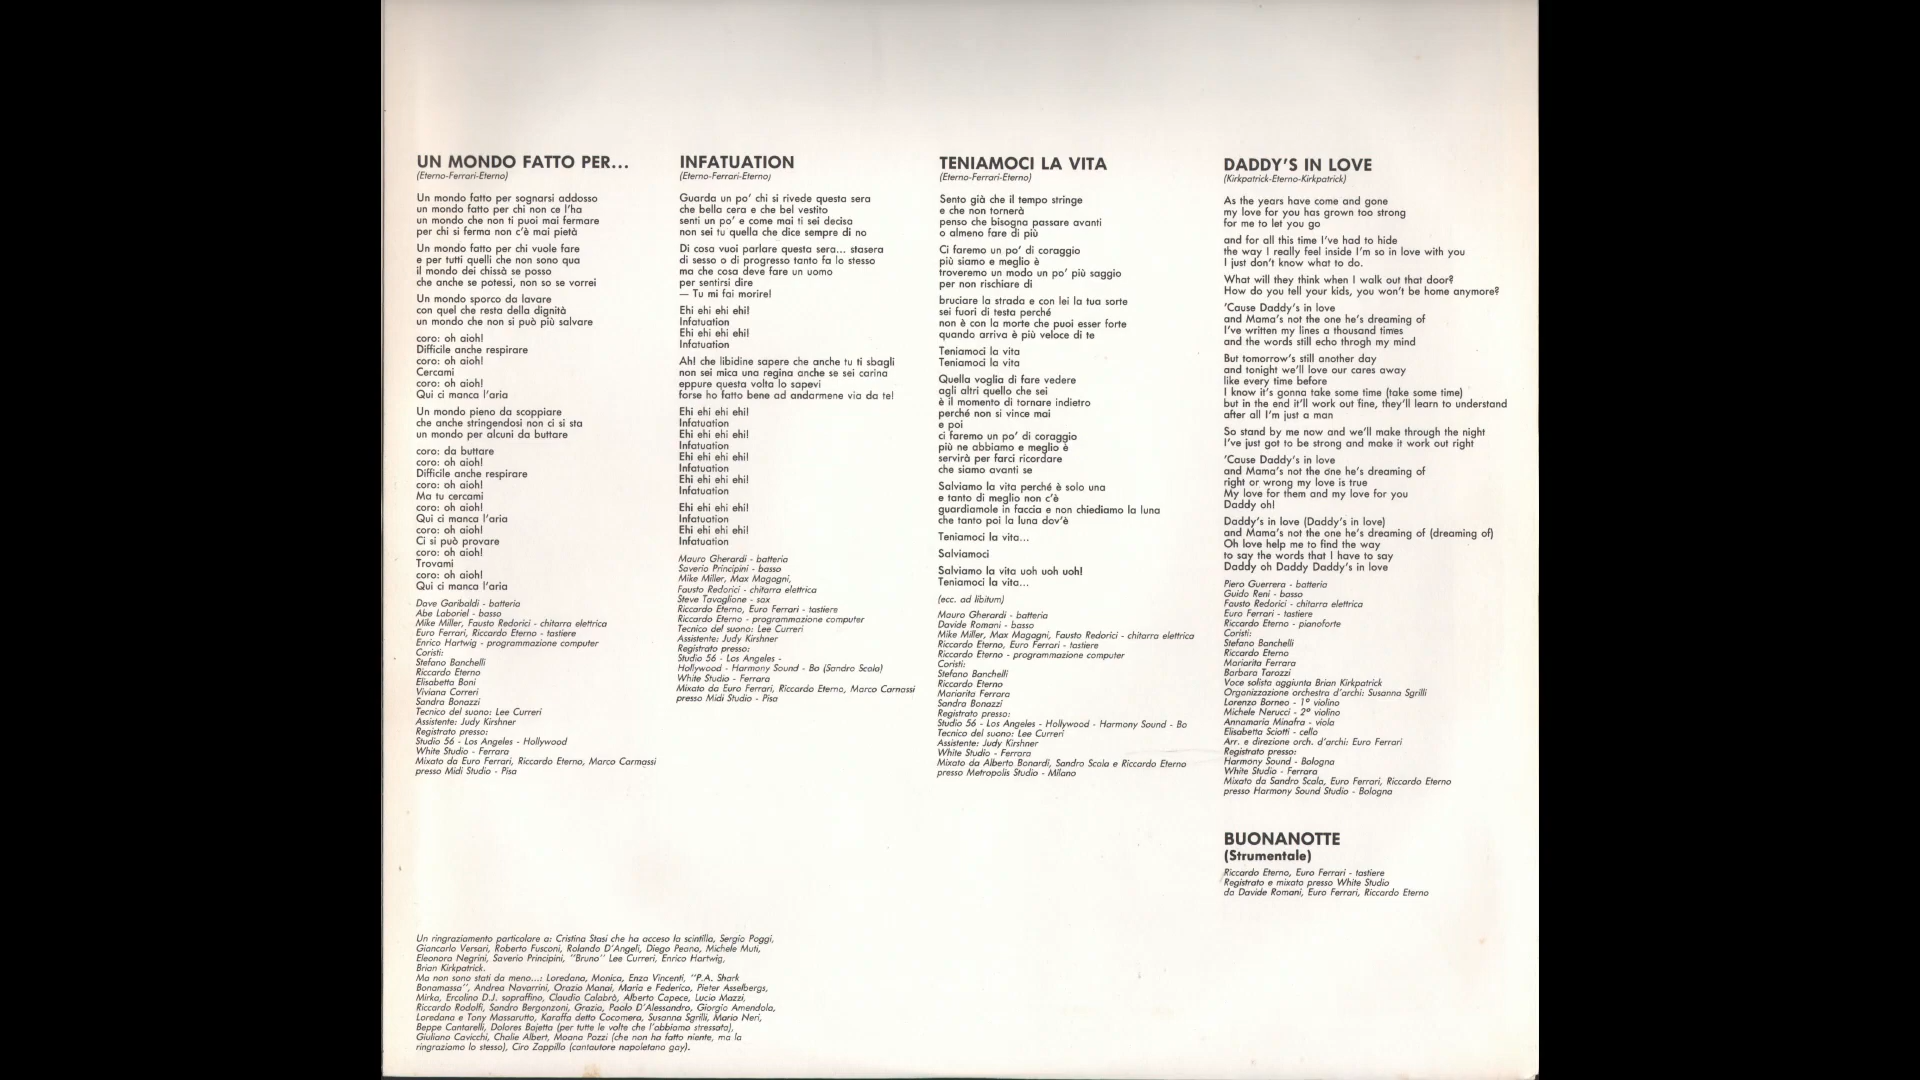 UN MONDO FATTO PER...
(Eterno-Ferrari-Eterno)
Un mondo fatto per sognarsi addosso
un mondo fatto per chi non ce l'ha
un mondo che non ti puoi mai fermare
per chi si ferma non c'è mai pietà
Un mondo fatto per chi vuole fare
e per tutti quelli che non sono qua
il mondo dei chissà se posso
che anche se potessi, non so se vorrei
Un mondo sporco da lavare
con quel che resta della dignità
un mondo che non si può più salvare
coro: oh aioh!
Difficile anche respirare
coro: oh aioh!
Cercami
coro: oh aioh!
Qui ci manca l'aria
Un mondo pieno da scoppiare
che anche stringendosi non ci si sta
un mondo per alcuni da buttare
coro: da buttare
coro: oh aioh!
Difficile anche respirare
coro: oh aioh!
Ma tu cercami
coro: oh aioh!
Qui ci manca l'aria
coro: oh aioh!
Ci si può provare
coro: oh aioh!
Trovami
coro: oh aioh!
Qui ci manca l'aria
Dave Garibaldi - batteria
Abe Laboriel - basso
Mike Miller, Fausto Redorici - chitarra elettrica
Euro Ferrari, Riccardo Eterno - tastiere
Enrico Hartwig - programmazione computer
Coristi:
Stefano Banchelli
Riccardo Eterno
Elisabetta Boni
Viviana Correri
Sandra Bonazzi
Tecnico del suono: Lee Curreri
Assistente: Judy Kirshner
Registrato presso:
Studio 56 - Los Angeles - Hollywood
White Studio - Ferrara
Mixato da Euro Ferrari, Riccardo Eterno, Marco Carmassi
presso Midi Studio - Pisa
INFATUATION
(Eterno-Ferrari-Eterno)
Guarda un po' chi si rivede questa sera
che bella cera e che bel vestito
senti un po' e come mai ti sei decisa
non sei tu quella che dice sempre di no
Di cosa vuoi parlare questa sera... stasera
di sesso o di progresso tanto fa lo stesso
ma che cosa deve fare un uomo
per sentirsi dire
— Tu mi fai morire!
Ehi ehi ehi ehi!
Infatuation
Ehi ehi ehi ehi!
Infatuation
Ah! che libidine sapere che anche tu ti sbagli
non sei mica una regina anche se sei carina
eppure questa volta lo sapevi
forse ho fatto bene ad andarmene via da te!
Ehi ehi ehi ehi!
Infatuation
Ehi ehi ehi ehi!
Infatuation
Ehi ehi ehi ehi!
Infatuation
Ehi ehi ehi ehi!
Infatuation
Ehi ehi ehi ehi!
Infatuation
Ehi ehi ehi ehi!
Infatuation
Mauro Gherardi - batteria
Saverio Principini - basso
Mike Miller, Max Magagni,
Fausto Redorici - chitarra elettrica
Steve Tavaglione - sax
Riccardo Eterno, Euro Ferrari - tastiere
Riccardo Eterno - programmazione computer
Tecnico del suono: Lee Curreri
Assistente: Judy Kirshner
Registrato presso:
Studio 56 - Los Angeles -
Hollywood - Harmony Sound - Bo (Sandro Scala)
White Studio - Ferrara
Mixato da Euro Ferrari, Riccardo Eterno, Marco Carmassi
presso Midi Studio - Pisa
TENIAMOCI LA VITA
(Eterno-Ferrari-Eterno)
Sento già che il tempo stringe
e che non tornerà
penso che bisogna passare avanti
o almeno fare di più
Ci faremo un po' di coraggio
più siamo e meglio è
troveremo un modo un po' più saggio
per non rischiare di
bruciare la strada e con lei la tua sorte
sei fuori di testa perché
non è con la morte che puoi esser forte
quando arriva è più veloce di te
Teniamoci la vita
Teniamoci la vita
Quella voglia di fare vedere
agli altri quello che sei
è il momento di tornare indietro
perché non si vince mai
e poi
ci faremo un po' di coraggio
più ne abbiamo e meglio è
servirà per farci ricordare
che siamo avanti se
Salviamo la vita perché è solo una
e tanto di meglio non c'è
guardiamole in faccia e non chiediamo la luna
che tanto poi la luna dov'è
Teniamoci la vita...
Salviamoci
Salviamo la vita uoh uoh uoh!
Teniamoci la vita...
(ecc. ad libitum)
Mauro Gherardi - batteria
Davide Romani - basso
Mike Miller, Max Magagni, Fausto Redorici - chitarra elettrica
Riccardo Eterno, Euro Ferrari - tastiere
Riccardo Eterno - programmazione computer
Coristi:
Stefano Banchelli
Riccardo Eterno
Mariarita Ferrara
Sandra Bonazzi
Registrato presso:
Studio 56 - Los Angeles - Hollywood - Harmony Sound - Bo
Tecnico del suono: Lee Curreri
Assistente: Judy Kirshner
White Studio - Ferrara
Mixato da Alberto Bonardi, Sandro Scala e Riccardo Eterno
presso Metropolis Studio - Milano
DADDY'S IN LOVE
(Kirkpatrick-Eterno-Kirkpatrick)
As the years have come and gone
my love for you has grown too strong
for me to let you go
and for all this time I've had to hide
the way I really feel inside I'm so in love with you
I just don't know what to do.
What will they think when I walk out that door?
How do you tell your kids, you won't be home anymore?
'Cause Daddy's in love
and Mama's not the one he's dreaming of
I've written my lines a thousand times
and the words still echo throgh my mind
But tomorrow's still another day
and tonight we'll love our cares away
like every time before
I know it's gonna take some time (take some time)
but in the end it'll work out fine, they'll learn to understand
after all I'm just a man
So stand by me now and we'll make through the night
I've just got to be strong and make it work out right
'Cause Daddy's in love
and Mama's not the one he's dreaming of
right or wrong my love is true
My love for them and my love for you
Daddy oh!
Daddy's in love (Daddy's in love)
and Mama's not the one he's dreaming of (dreaming of)
Oh love help me to find the way
to say the words that I have to say
Daddy oh Daddy Daddy's in love
Piero Guerrera - batteria
Guido Reni - basso
Fausto Redorici - chitarra elettrica
Euro Ferrari - tastiere
Riccardo Eterno - pianoforte
Coristi:
Stefano Banchelli
Riccardo Eterno
Mariarita Ferrara
Barbara Tarozzi
Voce solista aggiunta Brian Kirkpatrick
Organizzazione orchestra d'archi: Susanna Sgrilli
Lorenzo Borneo - 1º violino
Michele Nerucci - 2º violino
Annamaria Minafra - viola
Elisabetta Sciotti - cello
Arr. e direzione orch. d'archi: Euro Ferrari
Registrato presso:
Harmony Sound - Bologna
White Studio - Ferrara
Mixato da Sandro Scala, Euro Ferrari, Riccardo Eterno
presso Harmony Sound Studio - Bologna
BUONANOTTE
(Strumentale)
Riccardo Eterno, Euro Ferrari - tastiere
Registrato e mixato presso White Studio
da Davide Romani, Euro Ferrari, Riccardo Eterno
Un ringraziamento particolare a: Cristina Stasi che ha acceso la scintilla, Sergio Poggi,
Giancarlo Versari, Roberto Fusconi, Rolando D'Angeli, Diego Peano, Michele Muti,
Eleonora Negrini, Saverio Principini, "Bruno" Lee Curreri, Enrico Hartwig,
Brian Kirkpatrick.
Ma non sono stati da meno...: Loredana, Monica, Enza Vincenti, "P.A. Shark
Bonamassa", Andrea Navarrini, Orazio Manai, Maria e Federico, Pieter Asselbergs,
Mirka, Ercolino D.J. sopraffino, Claudio Calabrò, Alberto Capece, Lucio Mazzi,
Riccardo Rodolfi, Sandro Bergonzoni, Grazia, Paolo D'Alessandro, Giorgio Amendola,
Loredana e Tony Massarutto, Karaffa detto Cocomera, Susanna Sgrilli, Mario Neri,
Beppe Cantarelli, Dolores Bajetta (per tutte le volte che l'abbiamo stressata),
Giuliano Cavicchi, Chalie Albert, Moana Pozzi (che non ha fatto niente, ma la
ringraziamo lo stesso), Ciro Zappillo (cantautore napoletano gay).